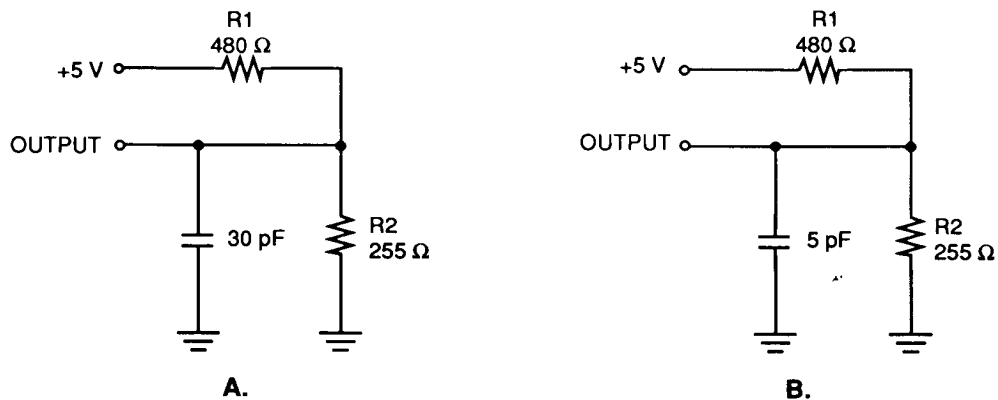 R1
480 Ω
+5 V
OUTPUT
30 pF
R2
255 Ω
A.
R1
480 Ω
+5 V
OUTPUT
5 pF
R2
255 Ω
B.